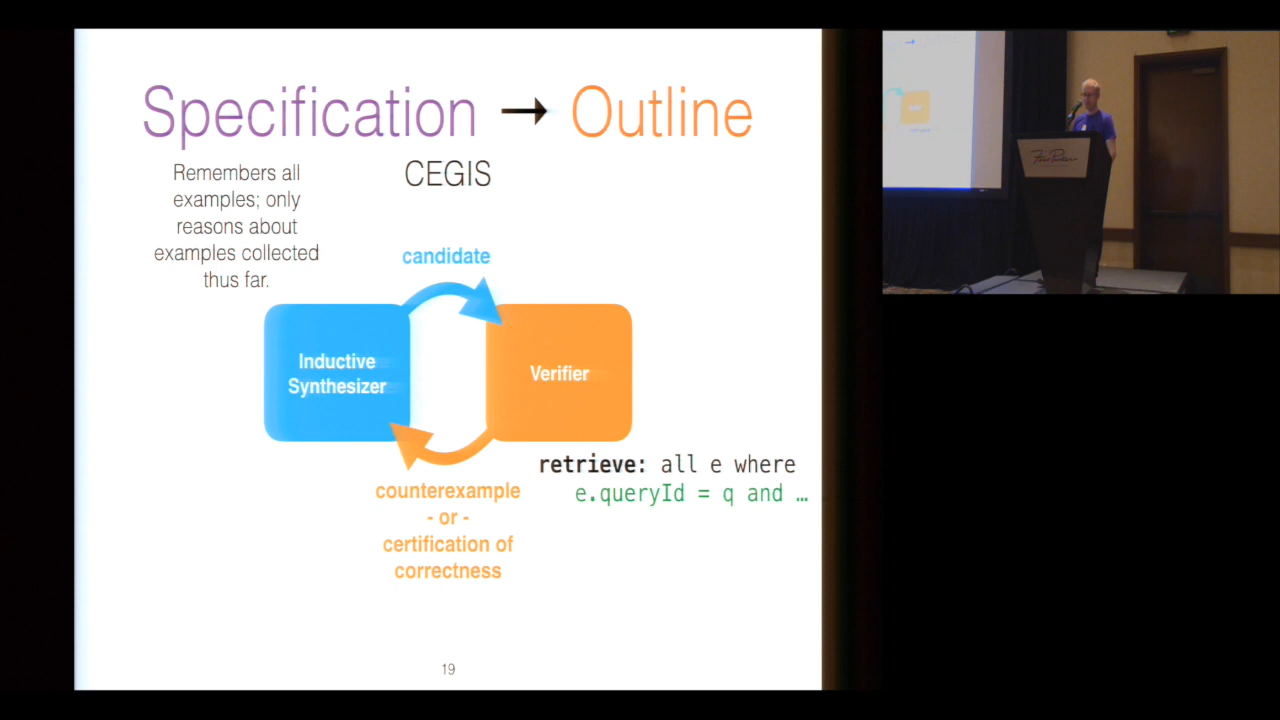 Specification → Outline
CEGIS
Remembers all
examples; only
reasons about
examples collected
thus far.
candidate
Inductive
Synthesizer
Verifier
retrieve: all e where
e.queryId = q and …
counterexample
- or -
certification of
correctness
19